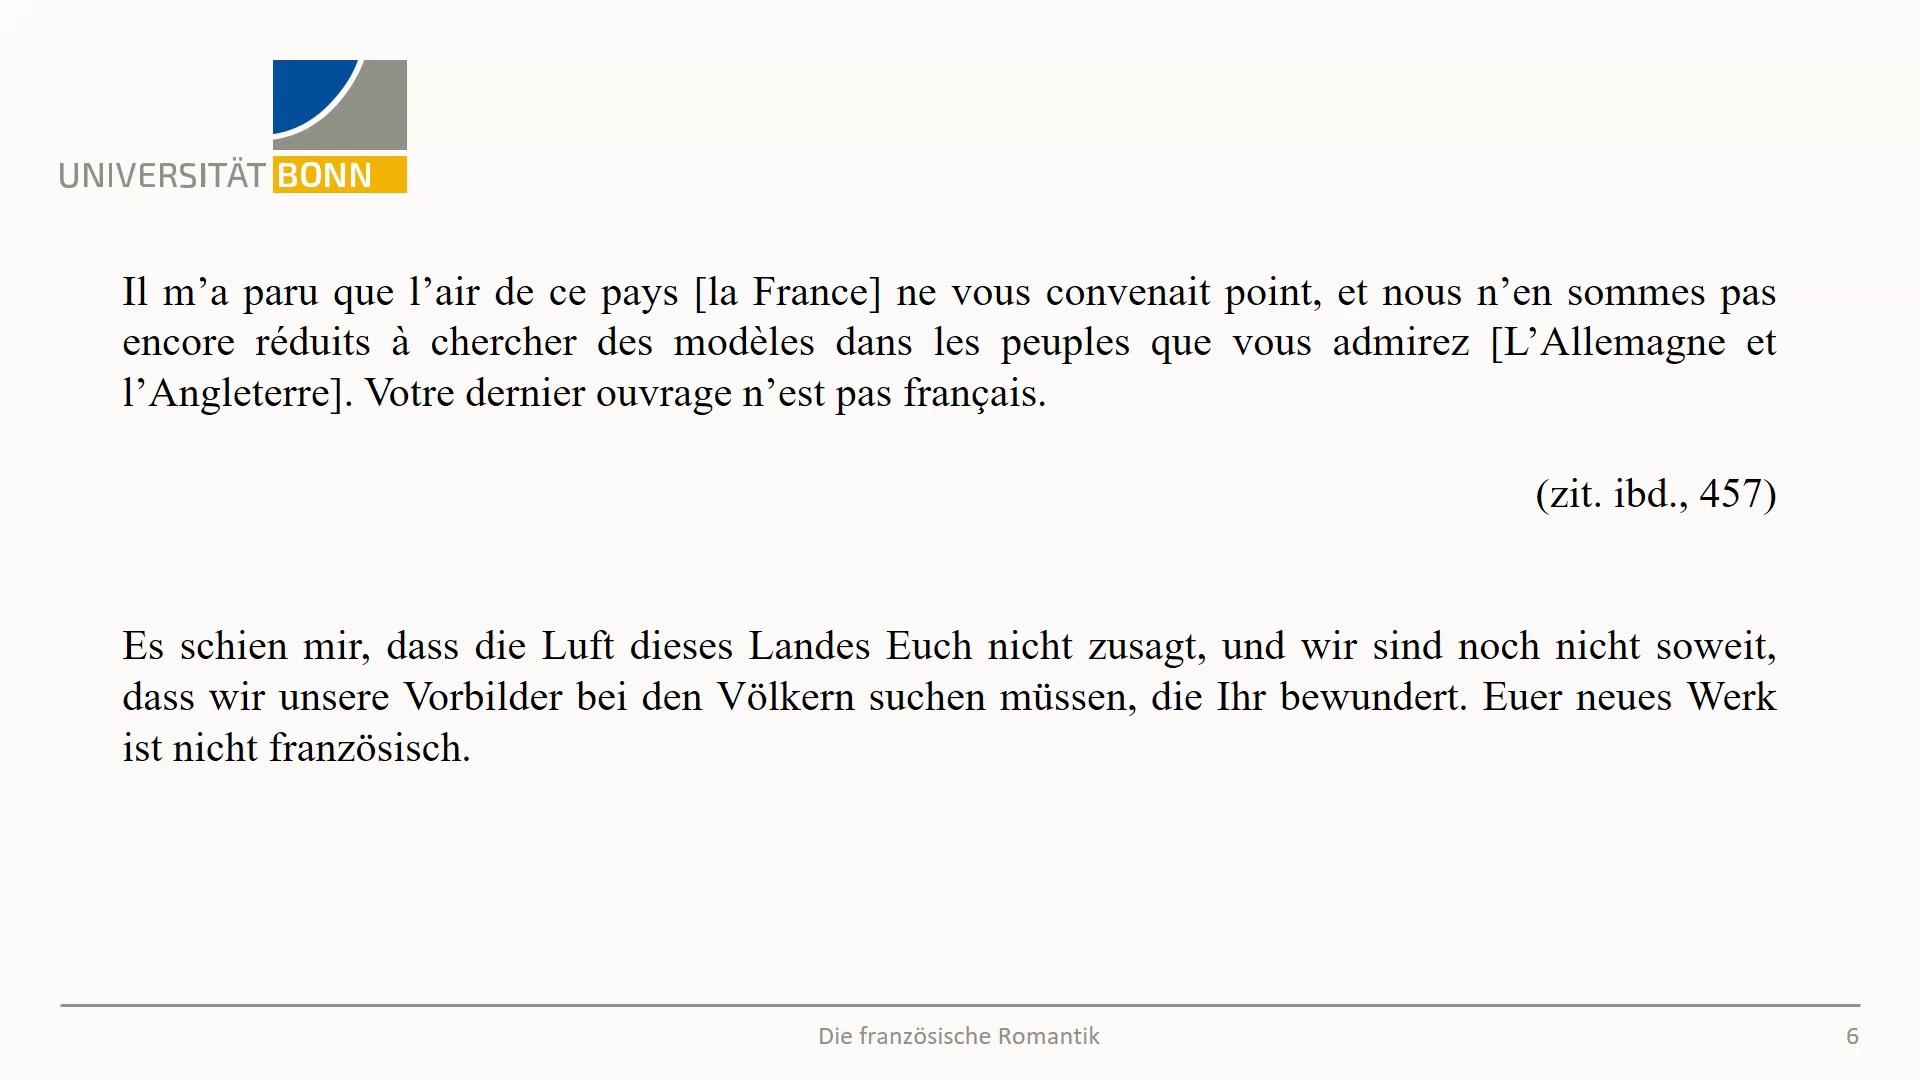 UNIVERSITÄT BONN
Il m’a paru que l’air de ce pays [la France] ne vous convenait point, et nous n’en sommes pas
encore réduits à chercher des modèles dans les peuples que vous admirez [L’Allemagne et
l’Angleterre]. Votre dernier ouvrage n’est pas français.
(zit. ibd., 457)
Es schien mir, dass die Luft dieses Landes Euch nicht zusagt, und wir sind noch nicht soweit,
dass wir unsere Vorbilder bei den Völkern suchen müssen, die Ihr bewundert. Euer neues Werk
ist nicht französisch.
Die französische Romantik
6